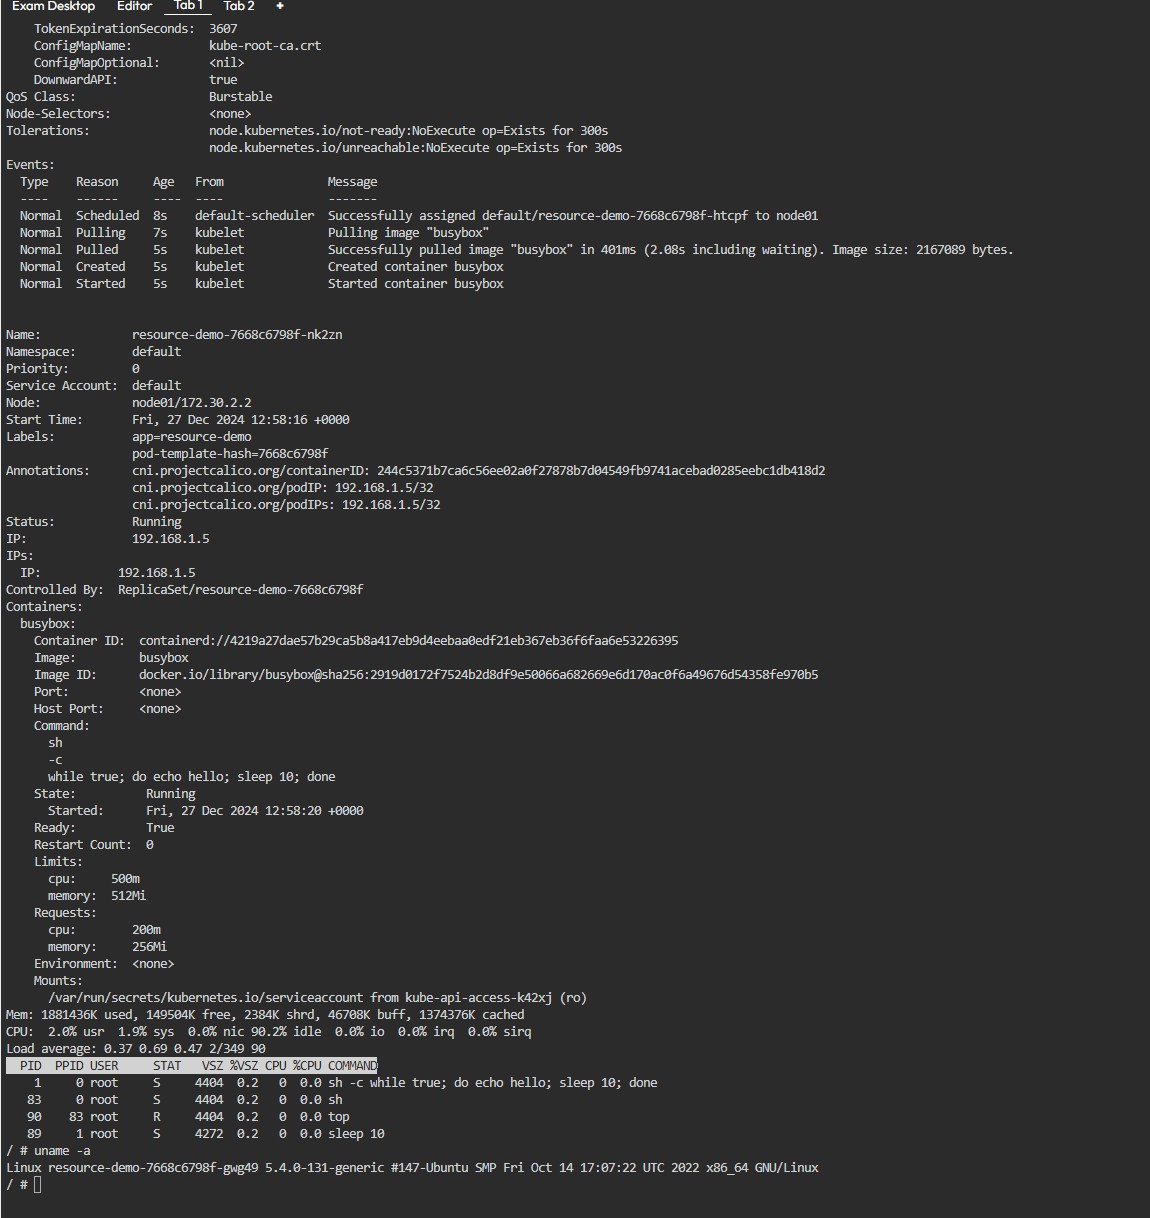 Exam Desktop Editor Tab 1 Tab 2 +
TokenExpirationSeconds: 3607
ConfigMapName: kube-root-ca.crt
ConfigMapOptional: <nil>
DownwardAPI: true
QoS Class: Burstable
Node-Selectors: <none>
Tolerations: node.kubernetes.io/not-ready:NoExecute op=Exists for 300s
node.kubernetes.io/unreachable:NoExecute op=Exists for 300s
Events:
Type Reason Age From Message
---- ------ ---- ---- -------
Normal Scheduled 8s default-scheduler Successfully assigned default/resource-demo-7668c6798f-htcpf to node01
Normal Pulling 7s kubelet Pulling image "busybox"
Normal Pulled 5s kubelet Successfully pulled image "busybox" in 401ms (2.08s including waiting). Image size: 2167089 bytes.
Normal Created 5s kubelet Created container busybox
Normal Started 5s kubelet Started container busybox
Name: resource-demo-7668c6798f-nk2zn
Namespace: default
Priority: 0
Service Account: default
Node: node01/172.30.2.2
Start Time: Fri, 27 Dec 2024 12:58:16 +0000
Labels: app=resource-demo
pod-template-hash=7668c6798f
Annotations: cni.projectcalico.org/containerID: 244c5371b7ca6c56ee02a0f27878b7d04549fb9741acebad0285eebc1db418d2
cni.projectcalico.org/podIP: 192.168.1.5/32
cni.projectcalico.org/podIPs: 192.168.1.5/32
Status: Running
IP: 192.168.1.5
IPs:
IP: 192.168.1.5
Controlled By: ReplicaSet/resource-demo-7668c6798f
Containers:
busybox:
Container ID: containerd://4219a27dae57b29ca5b8a417eb9d4eebaa0edf21eb367eb36f6faa6e53226395
Image: busybox
Image ID: docker.io/library/busybox@sha256:2919d0172f7524b2d8df9e50066a682669e6d170ac0f6a49676d54358fe970b5
Port: <none>
Host Port: <none>
Command:
sh
-c
while true; do echo hello; sleep 10; done
State: Running
Started: Fri, 27 Dec 2024 12:58:20 +0000
Ready: True
Restart Count: 0
Limits:
cpu: 500m
memory: 512Mi
Requests:
cpu: 200m
memory: 256Mi
Environment: <none>
Mounts:
/var/run/secrets/kubernetes.io/serviceaccount from kube-api-access-k42xj (ro)
Mem: 1881436K used, 149504K free, 2384K shrd, 46708K buff, 1374376K cached
CPU: 2.0% usr 1.9% sys 0.0% nic 90.2% idle 0.0% io 0.0% irq 0.0% sirq
Load average: 0.37 0.69 0.47 2/349 90
PID PPID USER STAT VSZ %VSZ CPU %CPU COMMAND
1 0 root S 4404 0.2 0 0.0 sh -c while true; do echo hello; sleep 10; done
83 0 root S 4404 0.2 0 0.0 sh
90 83 root R 4404 0.2 0 0.0 top
89 1 root S 4272 0.2 0 0.0 sleep 10
/ # uname -a
Linux resource-demo-7668c6798f-gwg49 5.4.0-131-generic #147-Ubuntu SMP Fri Oct 14 17:07:22 UTC 2022 x86_64 GNU/Linux
/ #